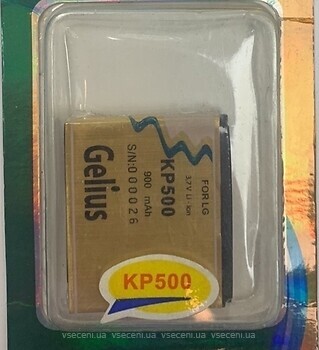 FOR LG
3,7V Li-ion
KP500
900 mAh
S/N:000026
Gelius
KP500
vseceni.ua vseceni.ua vseceni.ua vseceni.ua